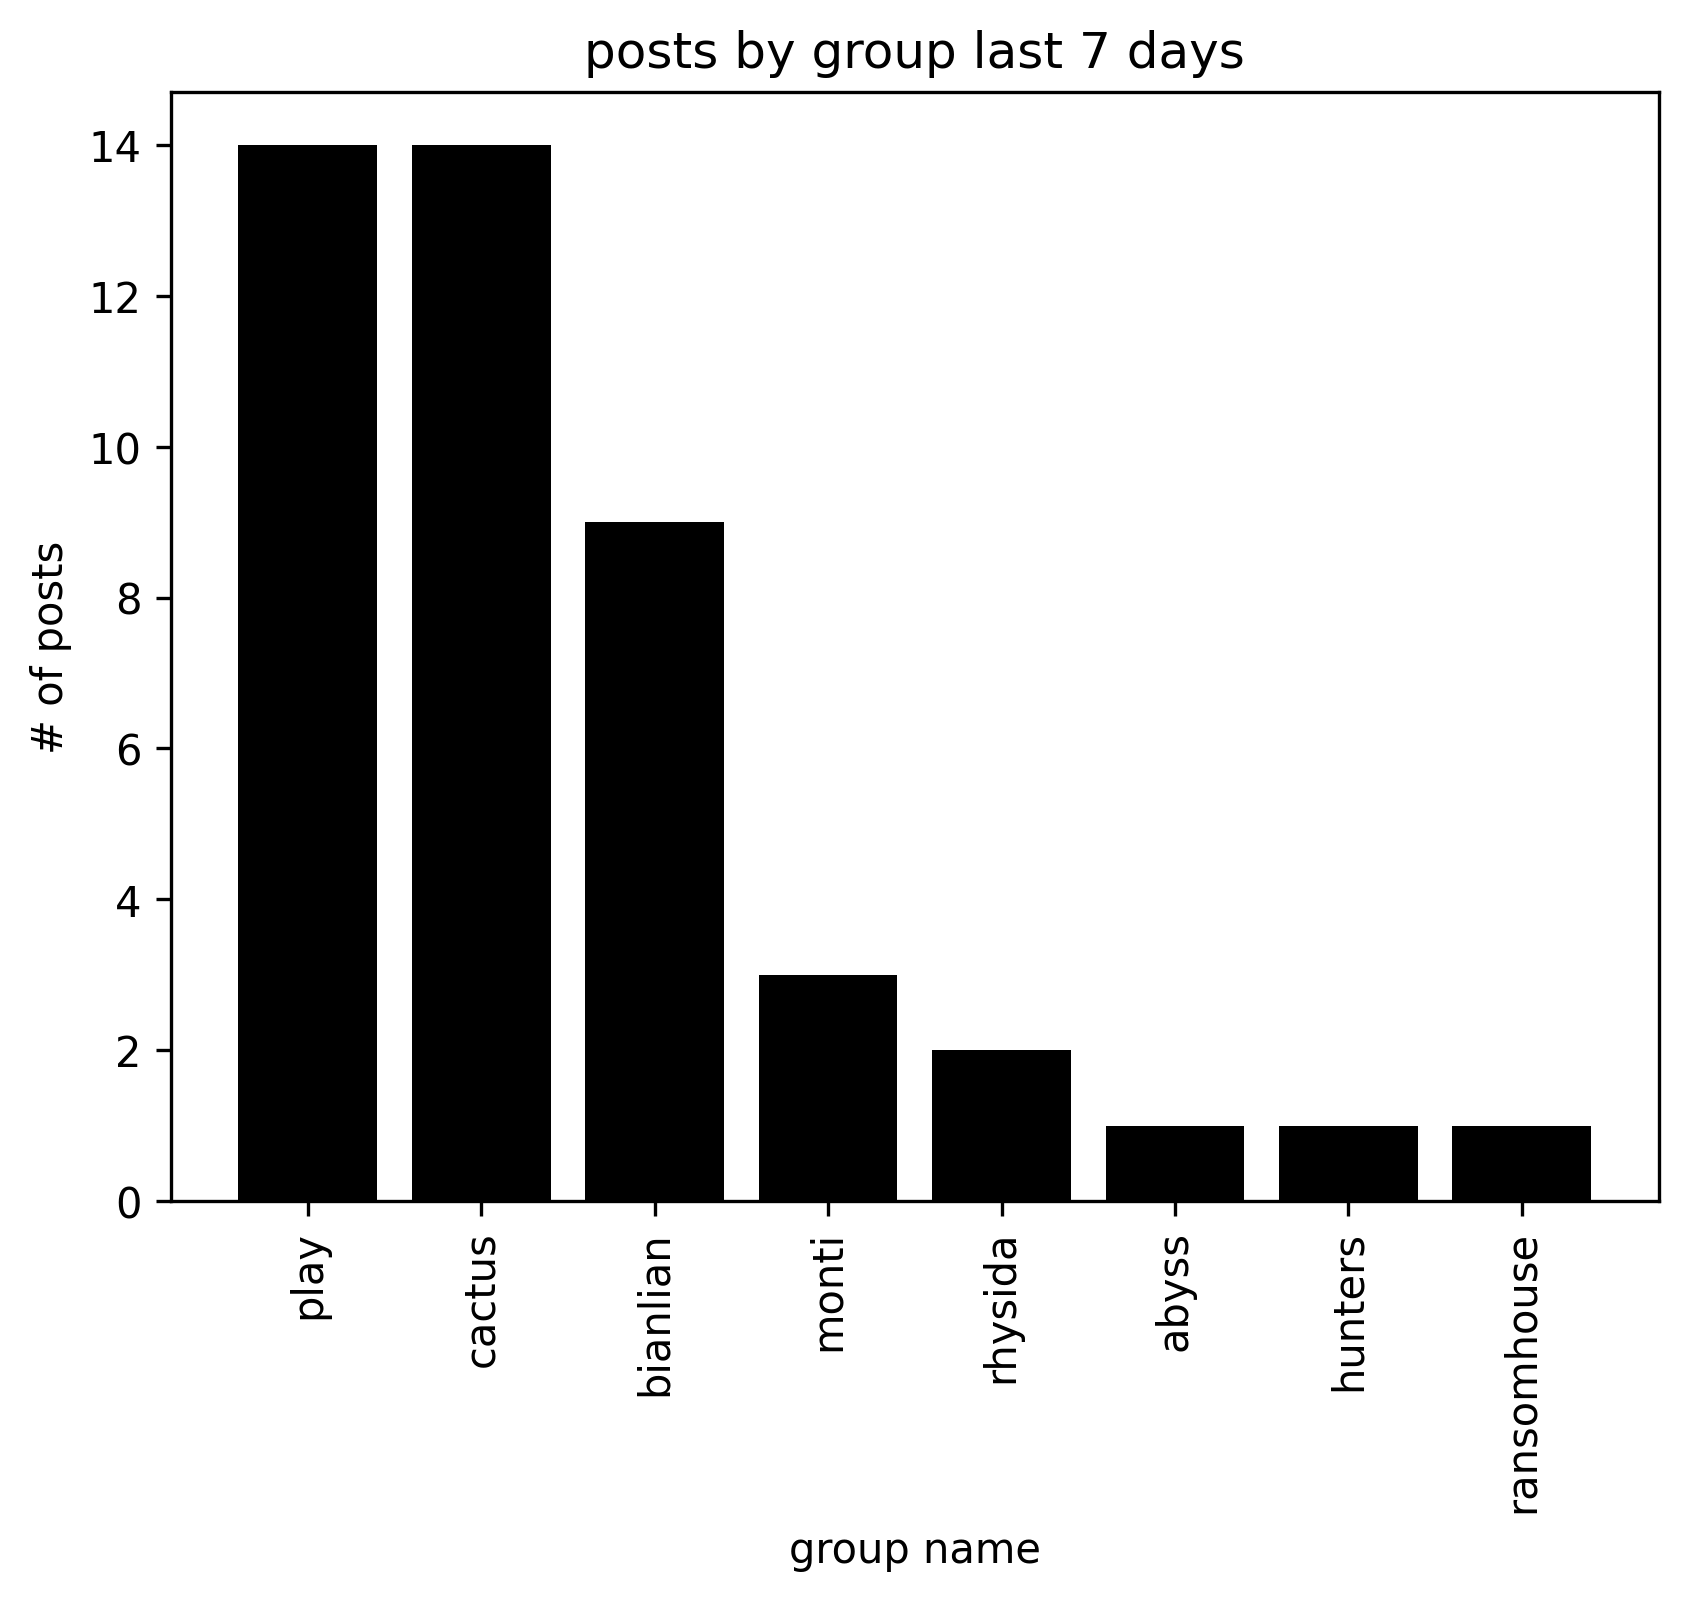 posts by group last 7 days
14
12
10
8
6
4
2
0
# of posts
play
cactus
bianlian
monti
rhysida
abyss
hunters
ransomhouse
group name